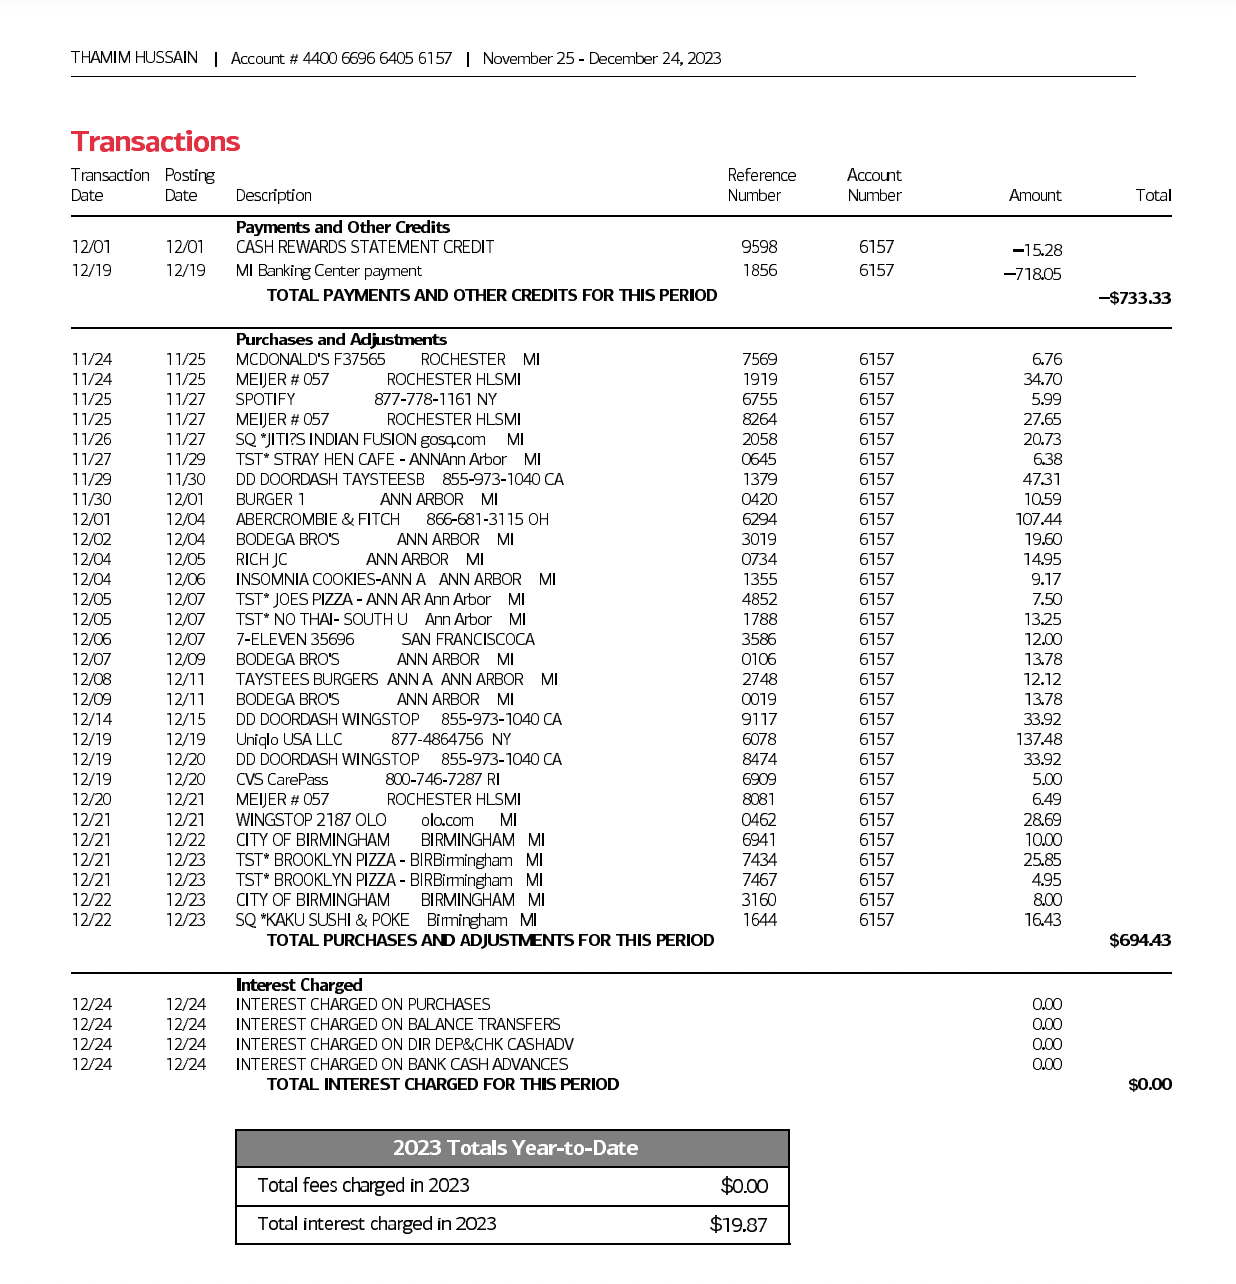 THAMIM HUSSAIN | Account # 4400 6696 6405 6157 | November 25 - December 24, 2023
Transactions
Transaction Posting Reference Account
Date Date Description Number Number Amount Total
Payments and Other Credits
12/01 12/01 CASH REWARDS STATEMENT CREDIT 9598 6157 −15.28
12/19 12/19 MI Banking Center payment 1856 6157 −718.05
TOTAL PAYMENTS AND OTHER CREDITS FOR THIS PERIOD −$733.33
Purchases and Adjustments
11/24 11/25 MCDONALD'S F37565 ROCHESTER MI 7569 6157 6.76
11/24 11/25 MEIJER # 057 ROCHESTER HLSMI 1919 6157 34.70
11/25 11/27 SPOTIFY 877-778-1161 NY 6755 6157 5.99
11/25 11/27 MEIJER # 057 ROCHESTER HLSMI 8264 6157 27.65
11/26 11/27 SQ *JITI?S INDIAN FUSION gosq.com MI 2058 6157 20.73
11/27 11/29 TST* STRAY HEN CAFE - ANNAnn Arbor MI 0645 6157 6.38
11/29 11/30 DD DOORDASH TAYSTEESB 855-973-1040 CA 1379 6157 47.31
11/30 12/01 BURGER 1 ANN ARBOR MI 0420 6157 10.59
12/01 12/04 ABERCROMBIE & FITCH 866-681-3115 OH 6294 6157 107.44
12/02 12/04 BODEGA BRO'S ANN ARBOR MI 3019 6157 19.60
12/04 12/05 RICH JC ANN ARBOR MI 0734 6157 14.95
12/04 12/06 INSOMNIA COOKIES-ANN A ANN ARBOR MI 1355 6157 9.17
12/05 12/07 TST* JOES PIZZA - ANN AR Ann Arbor MI 4852 6157 7.50
12/05 12/07 TST* NO THAI- SOUTH U Ann Arbor MI 1788 6157 13.25
12/06 12/07 7-ELEVEN 35696 SAN FRANCISCOCA 3586 6157 12.00
12/07 12/09 BODEGA BRO'S ANN ARBOR MI 0106 6157 13.78
12/08 12/11 TAYSTEES BURGERS ANN A ANN ARBOR MI 2748 6157 12.12
12/09 12/11 BODEGA BRO'S ANN ARBOR MI 0019 6157 13.78
12/14 12/15 DD DOORDASH WINGSTOP 855-973-1040 CA 9117 6157 33.92
12/19 12/19 Uniqlo USA LLC 877-4864756 NY 6078 6157 137.48
12/19 12/20 DD DOORDASH WINGSTOP 855-973-1040 CA 8474 6157 33.92
12/19 12/20 CVS CarePass 800-746-7287 RI 6909 6157 5.00
12/20 12/21 MEIJER # 057 ROCHESTER HLSMI 8081 6157 6.49
12/21 12/21 WINGSTOP 2187 OLO olo.com MI 0462 6157 28.69
12/21 12/22 CITY OF BIRMINGHAM BIRMINGHAM MI 6941 6157 10.00
12/21 12/23 TST* BROOKLYN PIZZA - BIRBirmingham MI 7434 6157 25.85
12/21 12/23 TST* BROOKLYN PIZZA - BIRBirmingham MI 7467 6157 4.95
12/22 12/23 CITY OF BIRMINGHAM BIRMINGHAM MI 3160 6157 8.00
12/22 12/23 SQ *KAKU SUSHI & POKE Birmingham MI 1644 6157 16.43
TOTAL PURCHASES AND ADJUSTMENTS FOR THIS PERIOD $694.43
Interest Charged
12/24 12/24 INTEREST CHARGED ON PURCHASES 0.00
12/24 12/24 INTEREST CHARGED ON BALANCE TRANSFERS 0.00
12/24 12/24 INTEREST CHARGED ON DIR DEP&CHK CASHADV 0.00
12/24 12/24 INTEREST CHARGED ON BANK CASH ADVANCES 0.00
TOTAL INTEREST CHARGED FOR THIS PERIOD $0.00
2023 Totals Year-to-Date
Total fees charged in 2023 $0.00
Total interest charged in 2023 $19.87